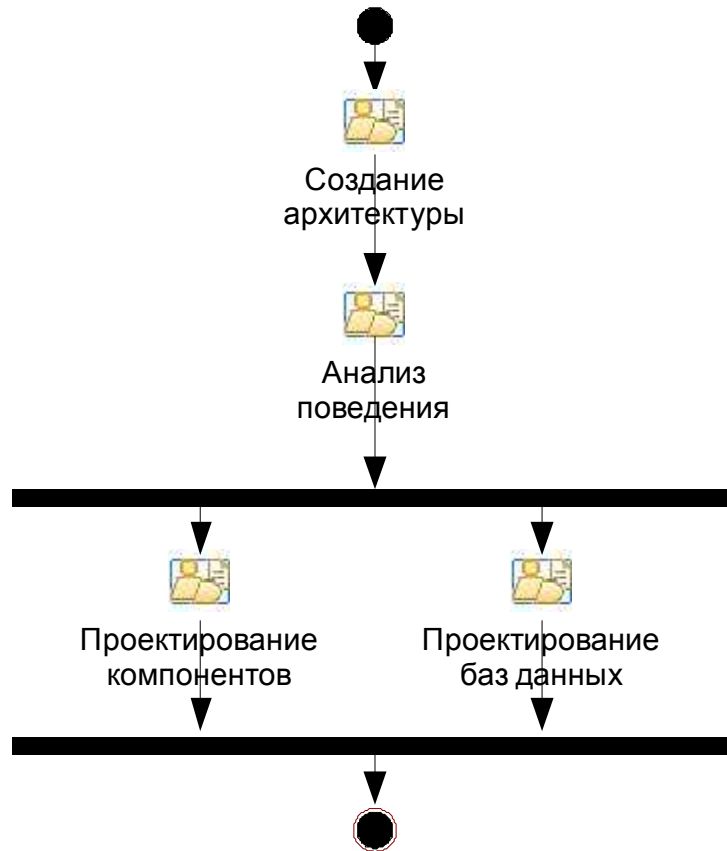 Создание
архитектуры
Анализ
поведения
Проектирование
компонентов
Проектирование
баз данных